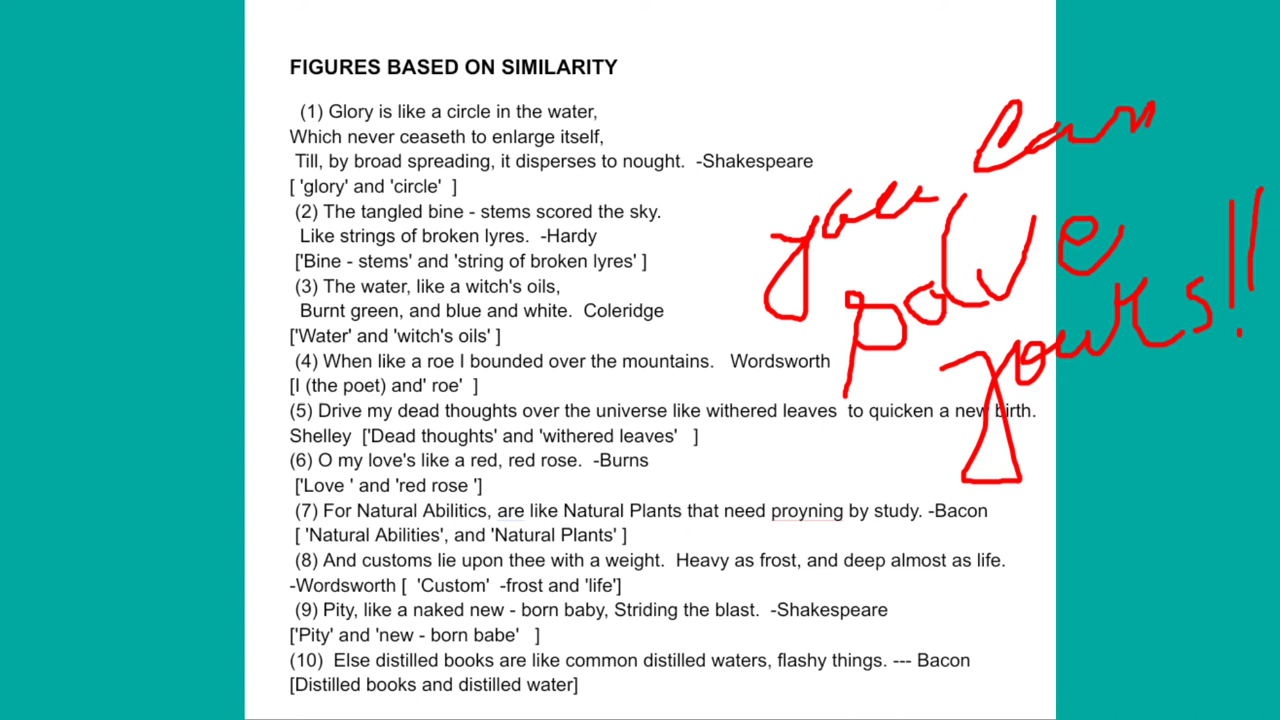 FIGURES BASED ON SIMILARITY
(1) Glory is like a circle in the water,
Which never ceaseth to enlarge itself,
Till, by broad spreading, it disperses to nought. -Shakespeare
[ 'glory' and 'circle' ]
(2) The tangled bine - stems scored the sky.
Like strings of broken lyres. -Hardy
['Bine - stems' and 'string of broken lyres' ]
(3) The water, like a witch's oils,
Burnt green, and blue and white. Coleridge
['Water' and 'witch's oils' ]
(4) When like a roe I bounded over the mountains. Wordsworth
[I (the poet) and' roe' ]
(5) Drive my dead thoughts over the universe like withered leaves to quicken a new birth.
Shelley ['Dead thoughts' and 'withered leaves' ]
(6) O my love's like a red, red rose. -Burns
['Love ' and 'red rose ']
(7) For Natural Abilitics, are like Natural Plants that need proyning by study. -Bacon
[ 'Natural Abilities', and 'Natural Plants' ]
(8) And customs lie upon thee with a weight. Heavy as frost, and deep almost as life.
-Wordsworth [ 'Custom' -frost and 'life']
(9) Pity, like a naked new - born baby, Striding the blast. -Shakespeare
['Pity' and 'new - born babe' ]
(10) Else distilled books are like common distilled waters, flashy things. --- Bacon
[Distilled books and distilled water]
you can
yours!!